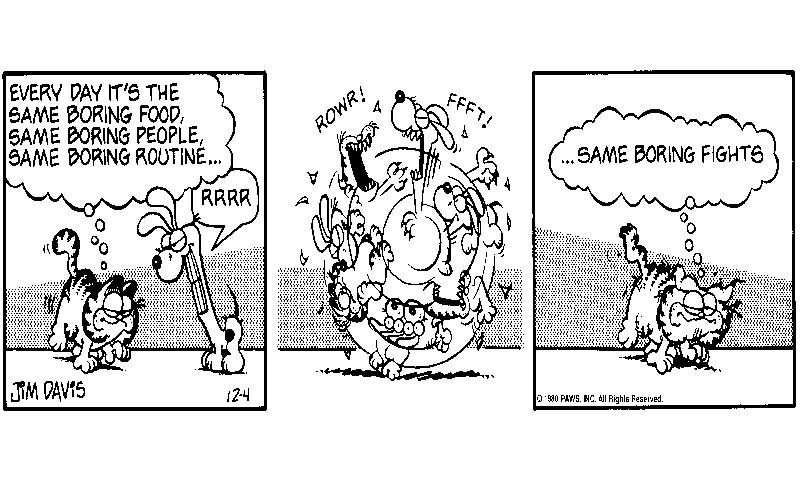 EVERY DAY IT'S THE
SAME BORING FOOD,
SAME BORING PEOPLE,
SAME BORING ROUTINE...
RRRR
JIM DAVIS
12-4
ROWR!
FFFT!
...SAME BORING FIGHTS
© 1980 PAWS, INC. All Rights Reserved.